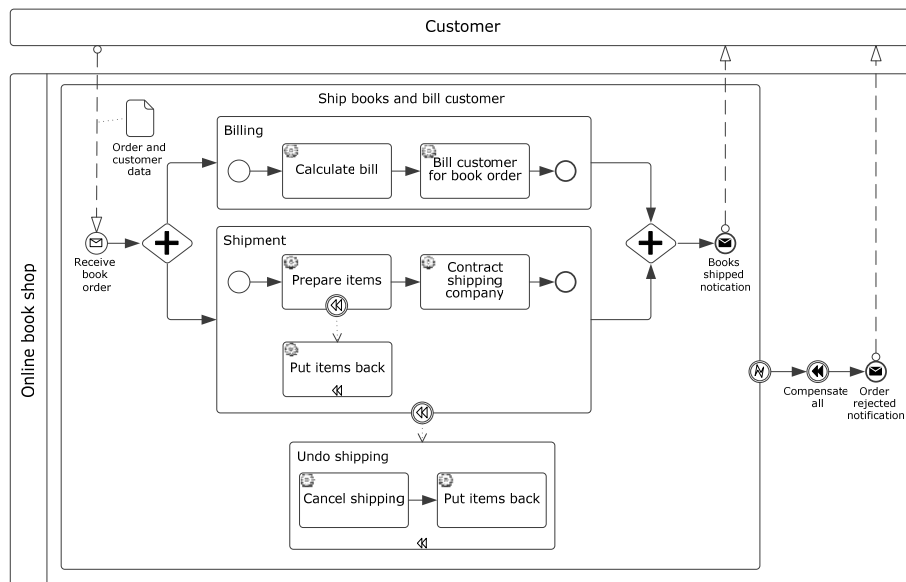 Customer
Ship books and bill customer
Order and
customer
data
Billing
Calculate bill
Bill customer
for book order
Receive
book
order
Shipment
Prepare items
Contract
shipping
company
Put items back
Books
shipped
notication
Online book shop
Compensate
all
Order
rejected
notification
Undo shipping
Cancel shipping
Put items back